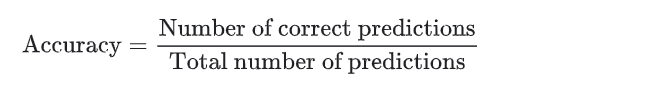 Accuracy = Number of correct predictions
Total number of predictions